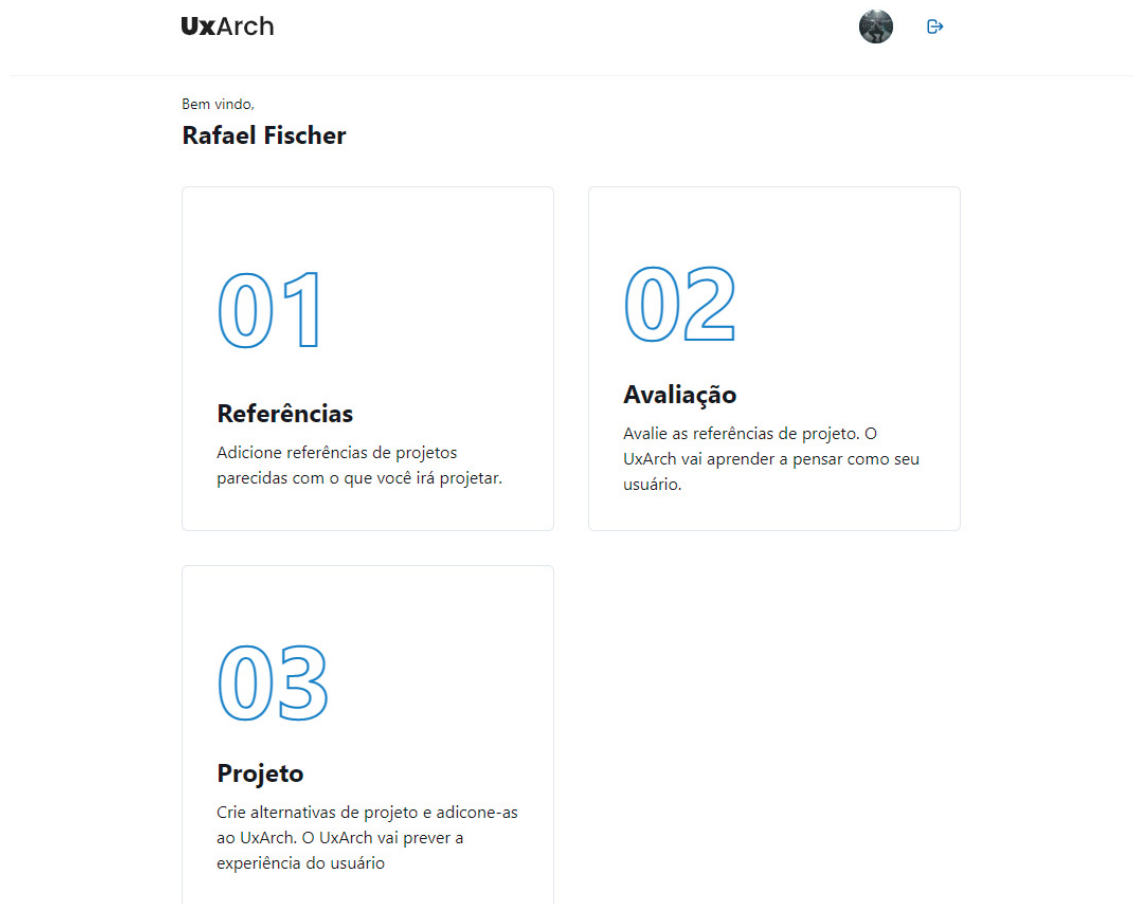 UxArch
Bem vindo,
Rafael Fischer
01
Referências
Adicione referências de projetos
parecidas com o que você irá projetar.
02
Avaliação
Avalie as referências de projeto. O
UxArch vai aprender a pensar como seu
usuário.
03
Projeto
Crie alternativas de projeto e adicone-as
ao UxArch. O UxArch vai prever a
experiência do usuário